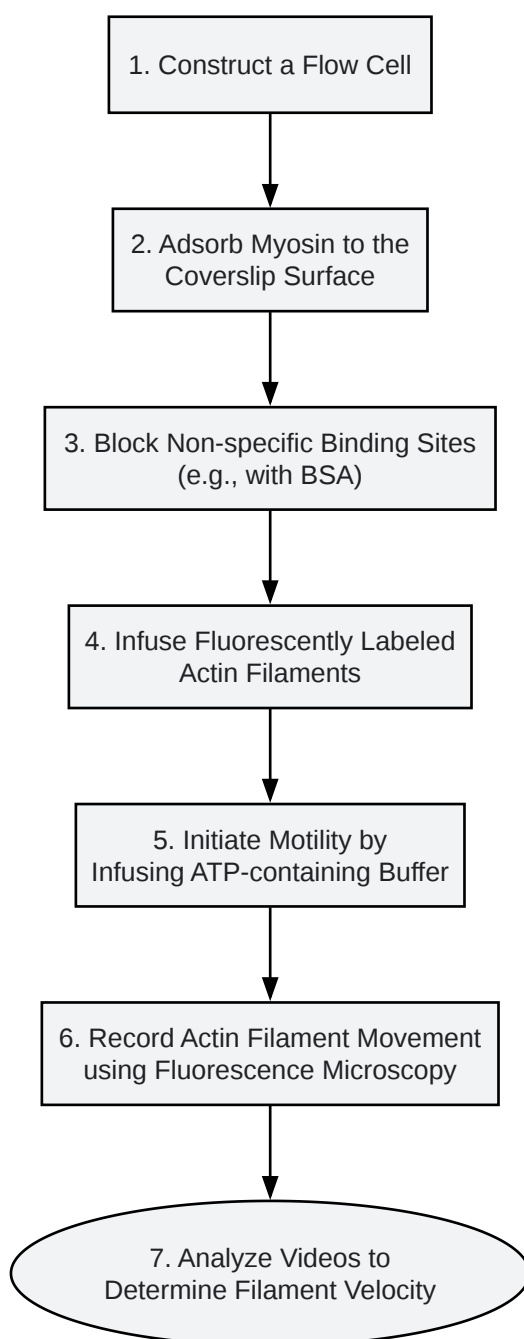 1. Construct a Flow Cell
2. Adsorb Myosin to the
Coverslip Surface
3. Block Non-specific Binding Sites
(e.g., with BSA)
4. Infuse Fluorescently Labeled
Actin Filaments
5. Initiate Motility by
Infusing ATP-containing Buffer
6. Record Actin Filament Movement
using Fluorescence Microscopy
7. Analyze Videos to
Determine Filament Velocity